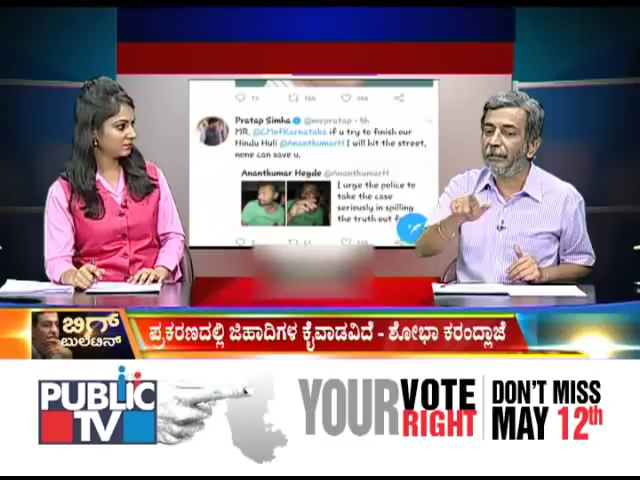 Pratap Simha @mepratap - 5h
MR. @CMofKarnataka if u try to finish our
Hindu Huli @AnantkumarH I will hit the street,
none can save u.
Anantkumar Hegde @AnantkumarH
I urge the police to
take the case
seriously in spilling
the truth out
ಬಿಗ್
ಬುಲೆಟಿನ್
ಪ್ರಕರಣದಲ್ಲಿ ಜಿಹಾದಿಗಳ ಕೈವಾಡವಿದೆ - ಶೋಭಾ ಕರಂದ್ಲಾಜೆ
PUBLIC
TV
YOUR VOTE
RIGHT
DON'T MISS
MAY 12th